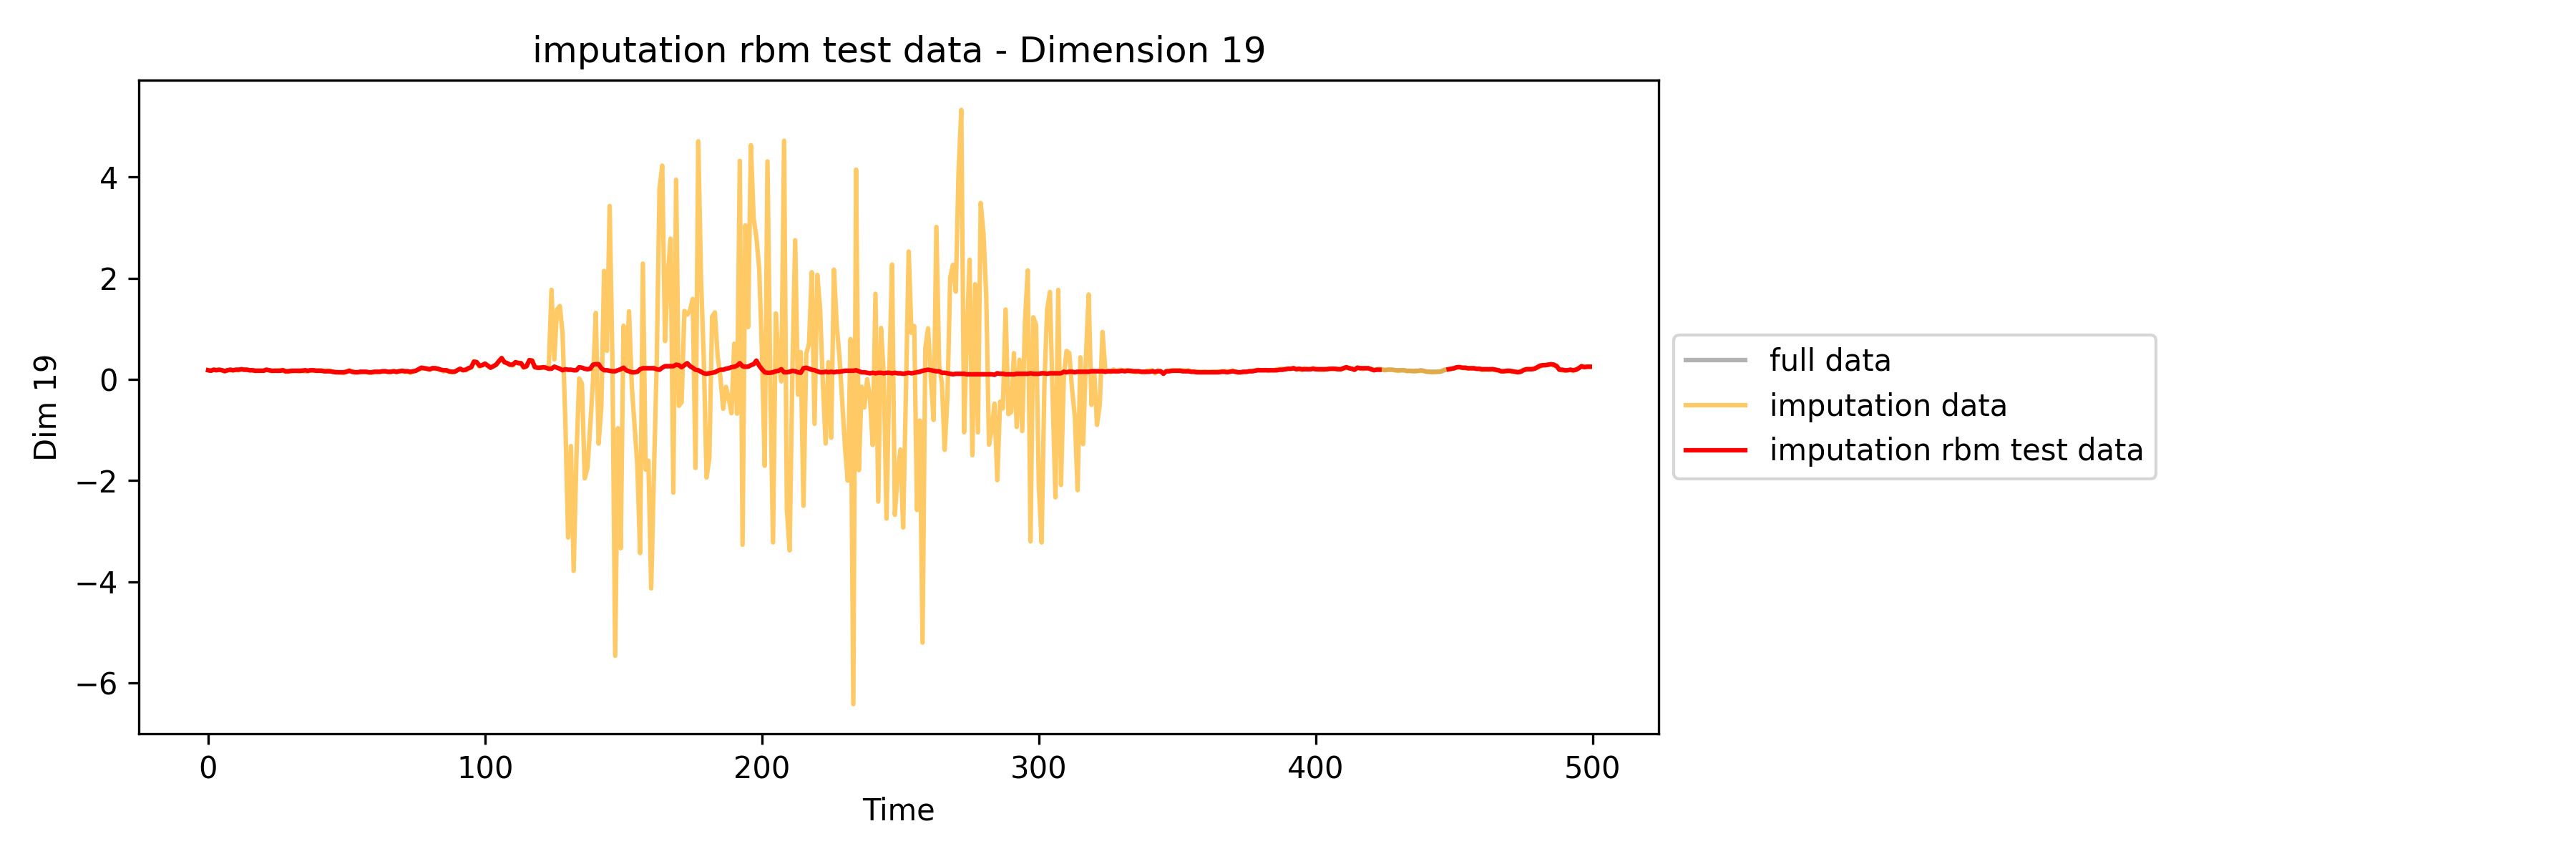 imputation rbm test data - Dimension 19
4
2
0
−2
−4
−6
Dim 19
0 100 200 300 400 500
Time
full data
imputation data
imputation rbm test data